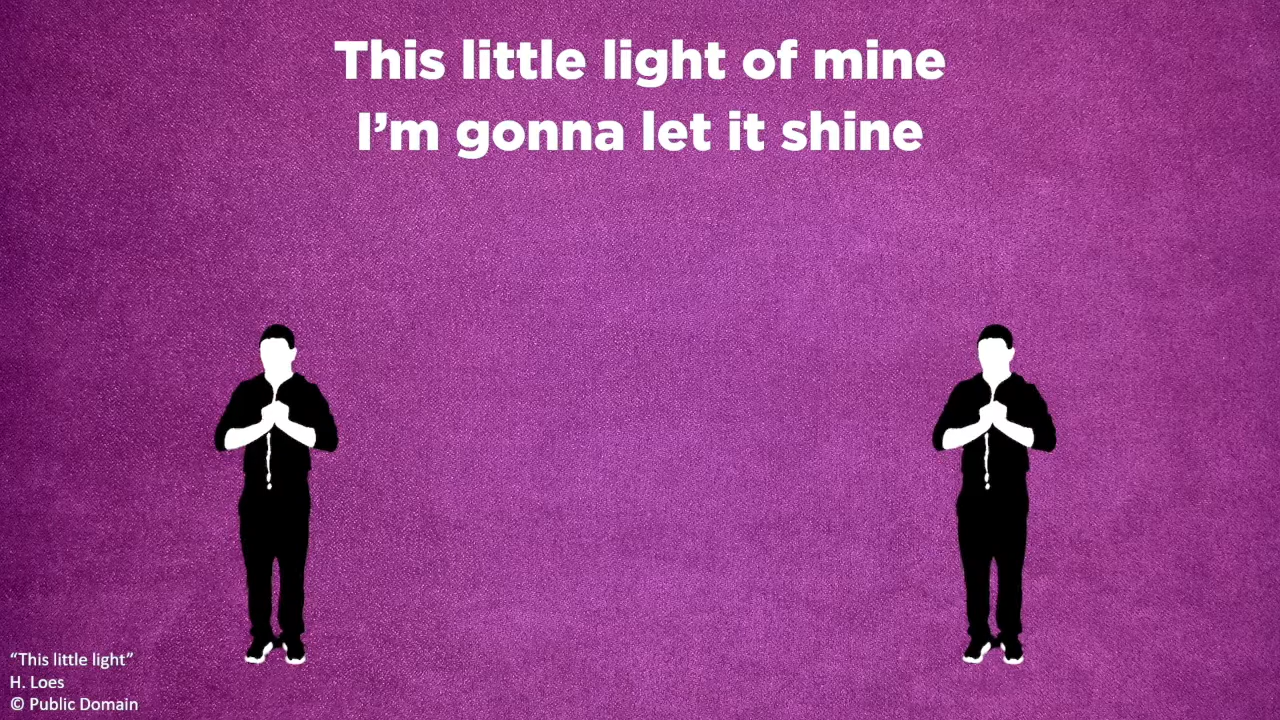 This little light of mine
I’m gonna let it shine
“This little light”
H. Loes
© Public Domain